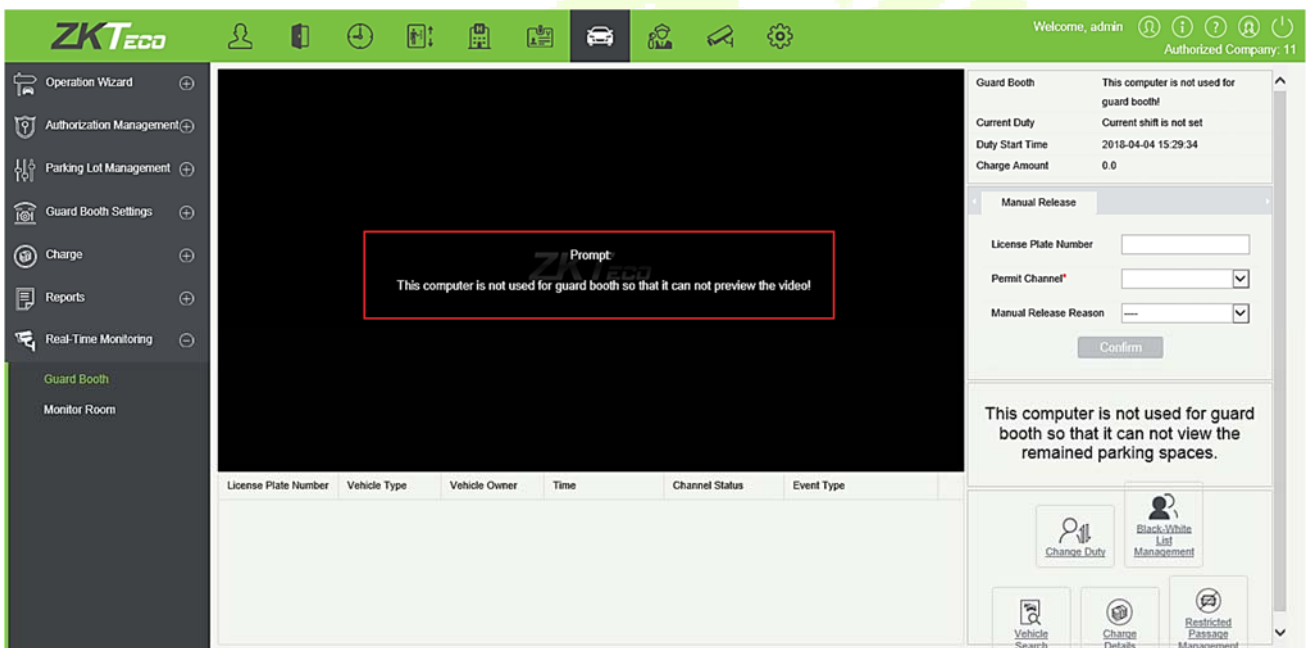 ZKTECO
Welcome, admin
Authorized Company: 11
Operation Wizard
Authorization Management
Parking Lot Management
Guard Booth Settings
Charge
Reports
Real-Time Monitoring
Guard Booth
Monitor Room
ZKTECO
Prompt:
This computer is not used for guard booth so that it can not preview the video!
License Plate Number Vehicle Type Vehicle Owner Time Channel Status Event Type
Guard Booth This computer is not used for
guard booth!
Current Duty Current shift is not set
Duty Start Time 2018-04-04 15:29:34
Charge Amount 0.0
Manual Release
License Plate Number
Permit Channel*
Manual Release Reason ----
Confirm
This computer is not used for guard
booth so that it can not view the
remained parking spaces.
Change Duty
Black-White
List
Management
Vehicle
Search
Charge
Details
Restricted
Passage
Management